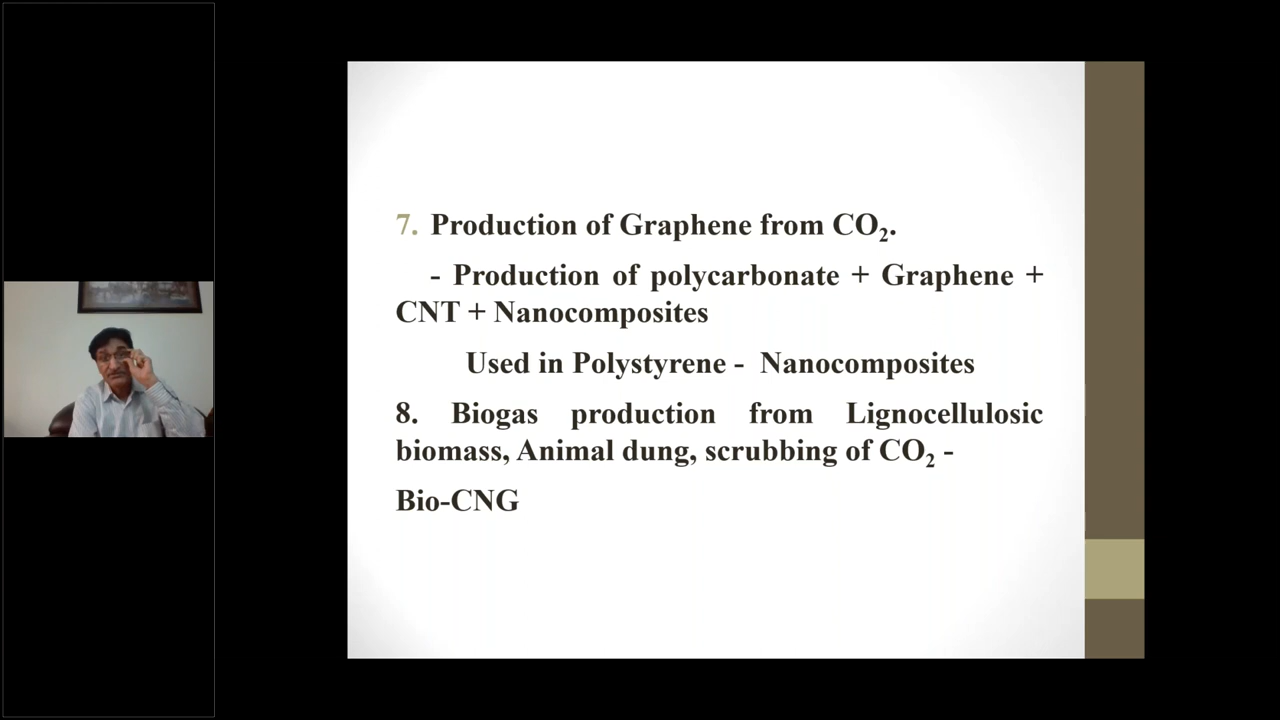 7. Production of Graphene from CO₂.
- Production of polycarbonate + Graphene +
CNT + Nanocomposites
Used in Polystyrene - Nanocomposites
8. Biogas production from Lignocellulosic
biomass, Animal dung, scrubbing of CO₂ -
Bio-CNG